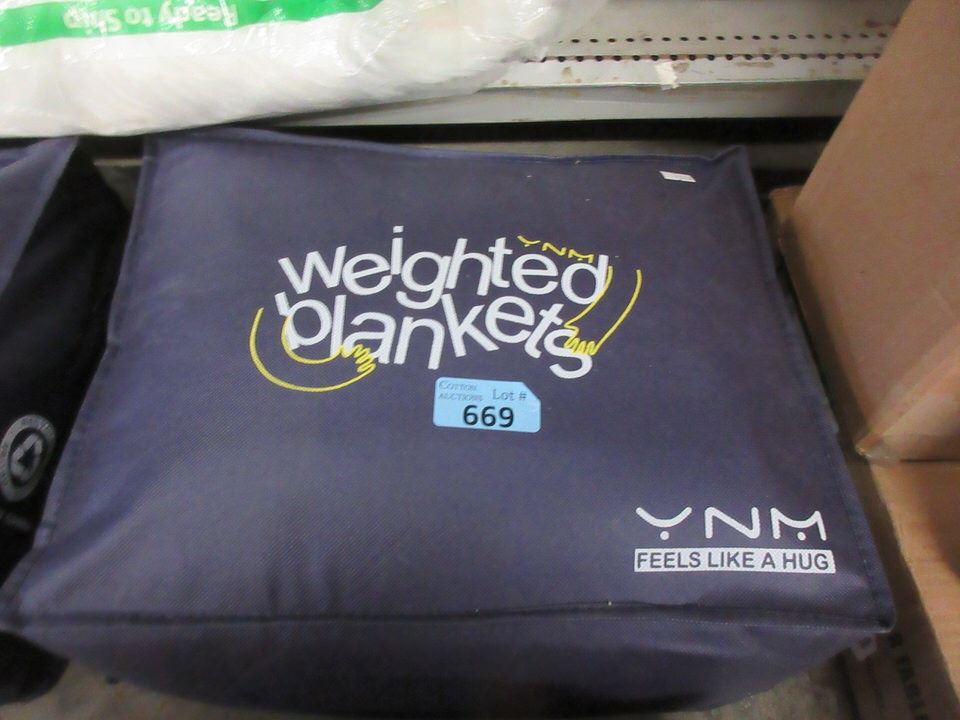 Ready to Ship
YNM
weighted
blankets
COTTON
AUCTIONS Lot #
669
YNM
FEELS LIKE A HUG